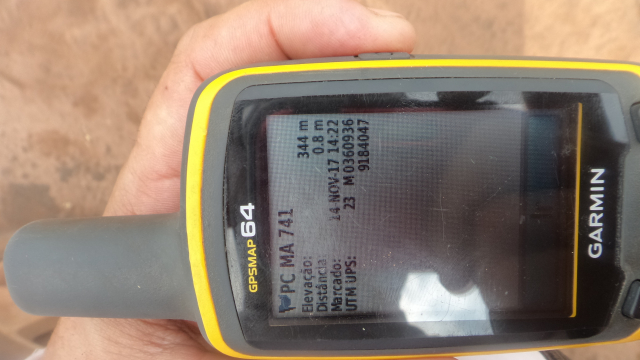 GPSMAP 64
PC MA 741
Elevação: 344 m
Distância 0.8 m
Marcado: 14-NOV-17 14:22
UTM UPS: 23 M 0360936
9184047
GARMIN